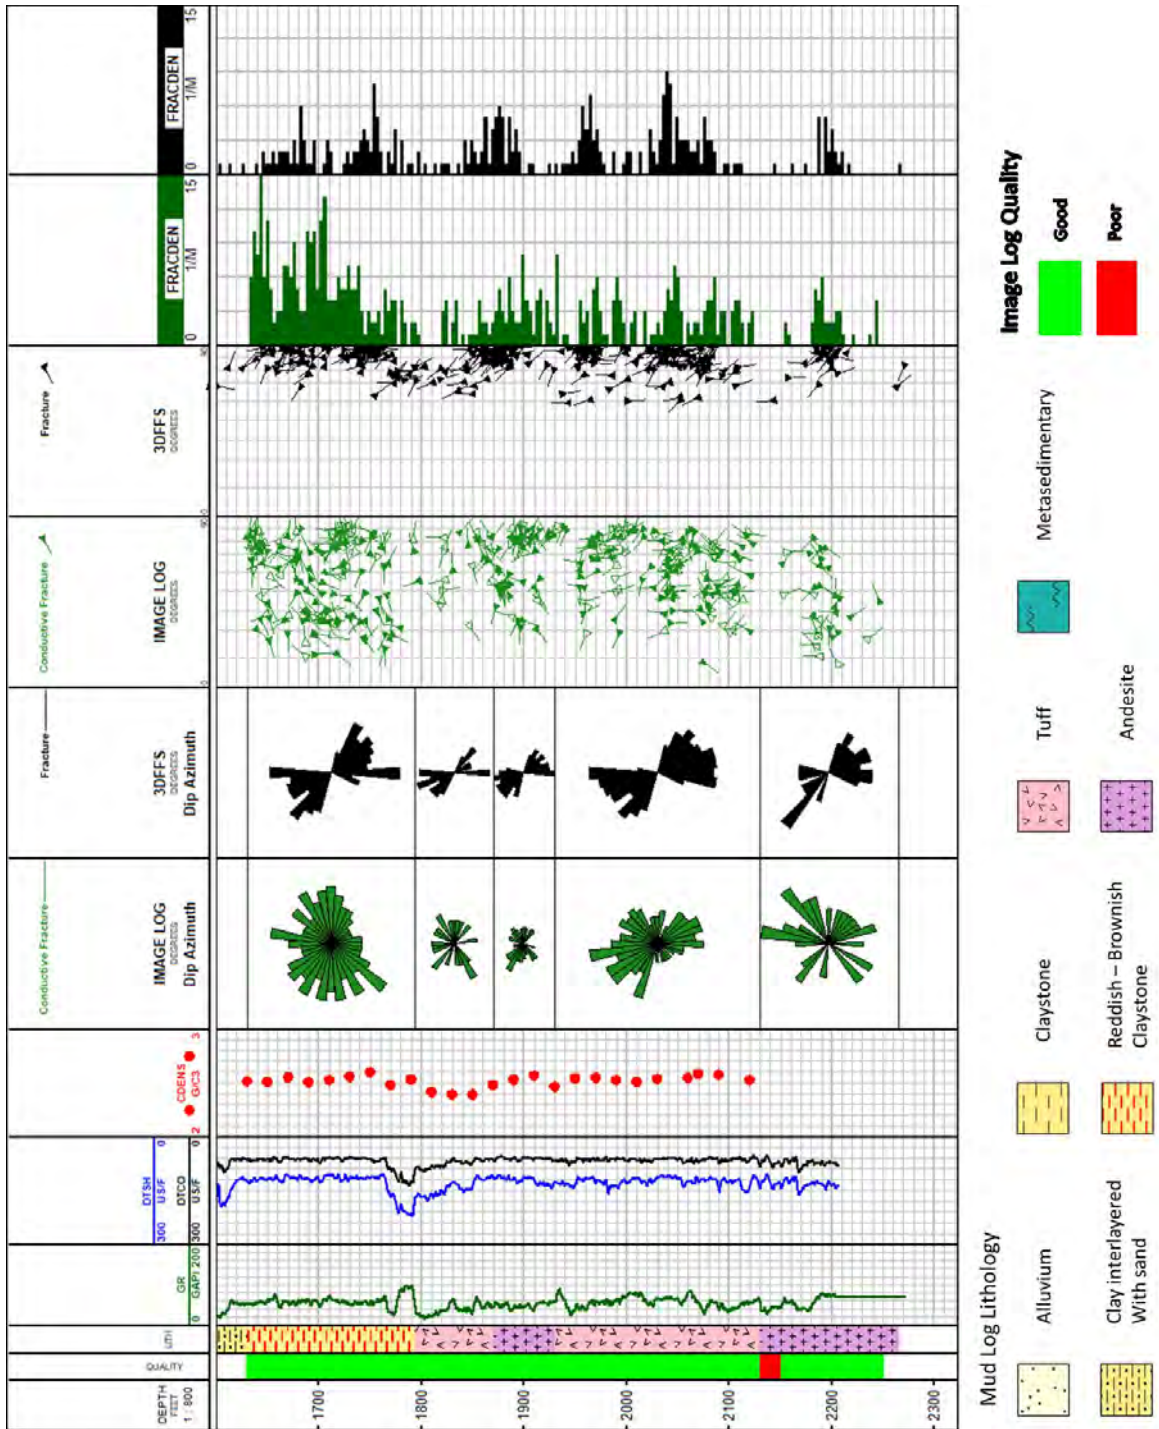 DEPTH
FEET
1 : 800
QUALITY
LITH
GR
0 GAPI 200
DTSH
300 US/F 0
DTCO
300 US/F 0
CDENS
2 G/C3 3
Conductive Fracture
IMAGE LOG
DEGREES
Dip Azimuth
Fracture
3DFFS
DEGREES
Dip Azimuth
Conductive Fracture
IMAGE LOG
DEGREES
0 90
Fracture
3DFFS
DEGREES
0 90
FRACDEN
0 1/M 15
FRACDEN
0 1/M 15
1700
1800
1900
2000
2100
2200
2300
Mud Log Lithology
Alluvium
Claystone
Tuff
Metasedimentary
Clay interlayered
With sand
Reddish – Brownish
Claystone
Andesite
Image Log Quality
Good
Poor